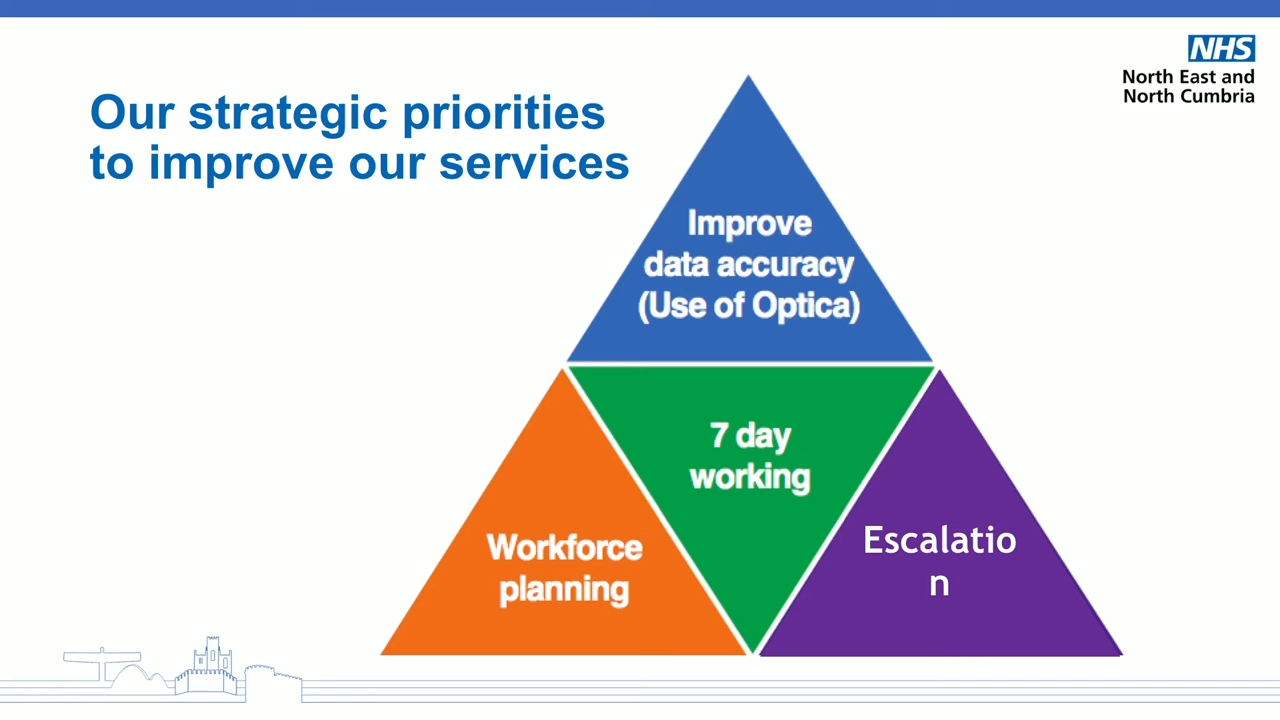 NHS
North East and
North Cumbria
Our strategic priorities
to improve our services
Improve
data accuracy
(Use of Optica)
7 day
working
Workforce
planning
Escalatio
n